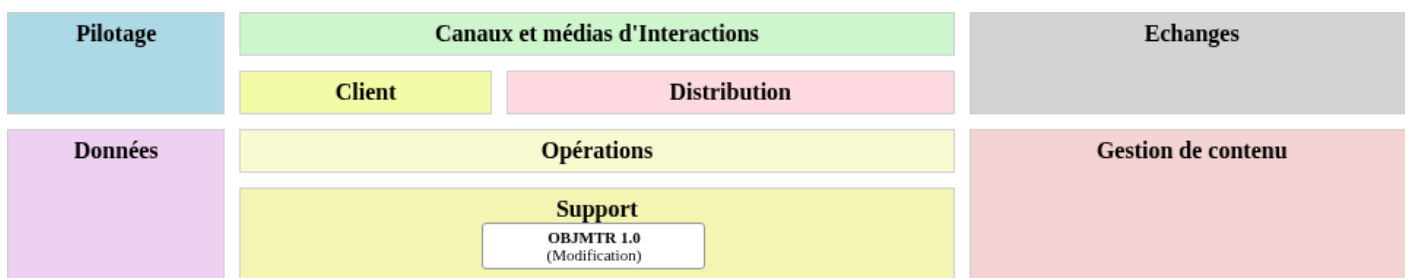 Pilotage
Canaux et médias d'Interactions
Echanges
Client
Distribution
Données
Opérations
Gestion de contenu
Support
OBJMTR 1.0
(Modification)